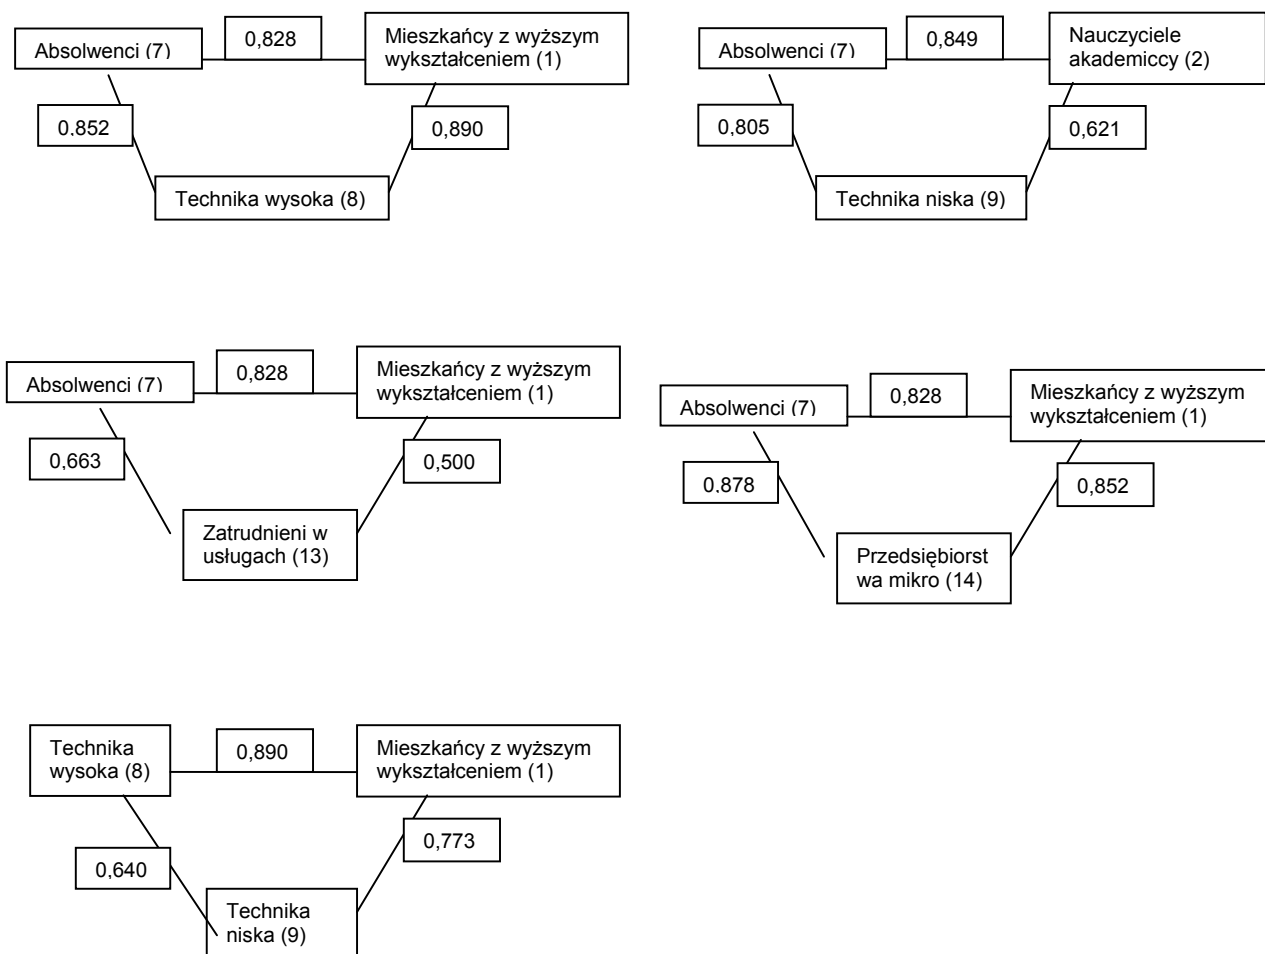 Absolwenci (7)
0,828
Mieszkańcy z wyższym
wykształceniem (1)
0,852
0,890
Technika wysoka (8)
Absolwenci (7)
0,849
Nauczyciele
akademiccy (2)
0,805
0,621
Technika niska (9)
Absolwenci (7)
0,828
Mieszkańcy z wyższym
wykształceniem (1)
0,663
0,500
Zatrudnieni w
usługach (13)
Absolwenci (7)
0,828
Mieszkańcy z wyższym
wykształceniem (1)
0,878
0,852
Przedsiębiorst
wa mikro (14)
Technika
wysoka (8)
0,890
Mieszkańcy z wyższym
wykształceniem (1)
0,640
0,773
Technika
niska (9)